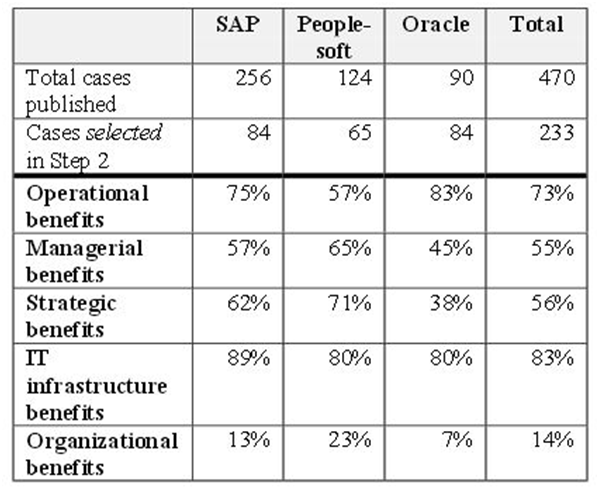 SAP People- Oracle Total
soft
Total cases 256 124 90 470
published
Cases selected 84 65 84 233
in Step 2
Operational 75% 57% 83% 73%
benefits
Managerial 57% 65% 45% 55%
benefits
Strategic 62% 71% 38% 56%
benefits
IT 89% 80% 80% 83%
infrastructure
benefits
Organizational 13% 23% 7% 14%
benefits